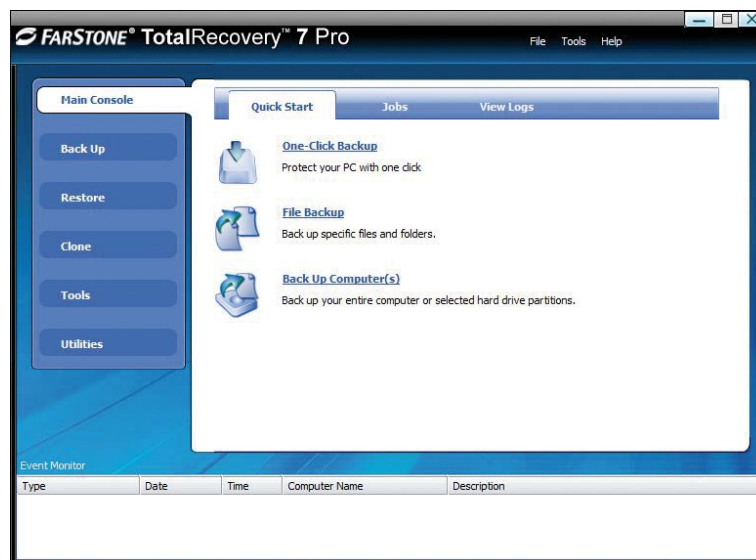 FARSTONE® TotalRecovery™ 7 Pro
File Tools Help
Main Console
Back Up
Restore
Clone
Tools
Utilities
Quick Start Jobs View Logs
One-Click Backup
Protect your PC with one click
File Backup
Back up specific files and folders.
Back Up Computer(s)
Back up your entire computer or selected hard drive partitions.
Event Monitor
Type Date Time Computer Name Description